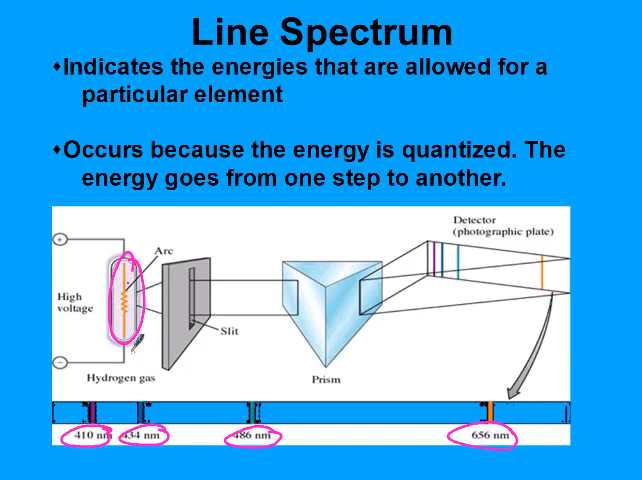 Line Spectrum
⬥Indicates the energies that are allowed for a
particular element
⬥Occurs because the energy is quantized. The
energy goes from one step to another.
Detector
(photographic plate)
+
Arc
High
voltage
Slit
−
Hydrogen gas
Prism
410 nm
434 nm
486 nm
656 nm